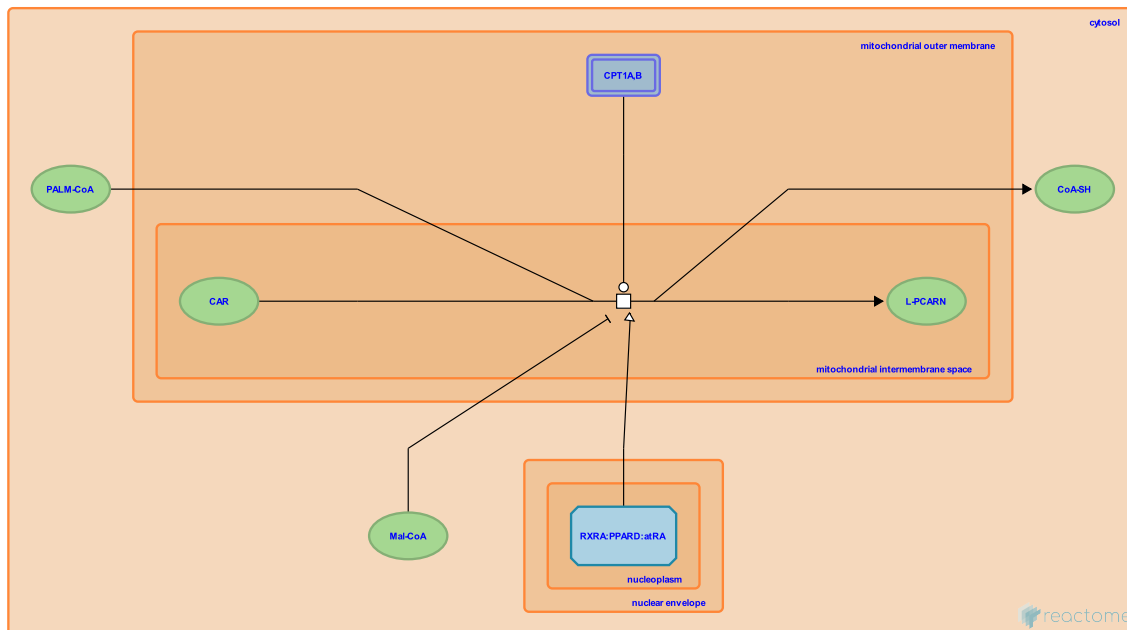 cytosol
mitochondrial outer membrane
CPT1A,B
PALM-CoA
CoA-SH
CAR
L-PCARN
mitochondrial intermembrane space
Mal-CoA
RXRA:PPARD:atRA
nucleoplasm
nuclear envelope
reactome